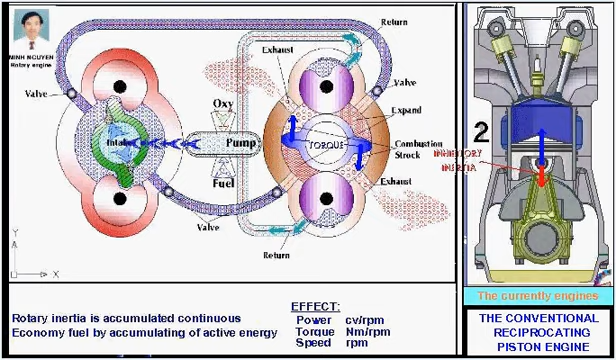 MINH NGUYEN
Rotary engine
Return
Exhaust
Valve
Valve
Oxy
Expand
Intake
Pump
TORQUE
Combustion
Strock
Fuel
Exhaust
Valve
Return
Y
X
2
INHIBITORY
INERTIA
Rotary inertia is accumulated continuous
Economy fuel by accumulating of active energy
EFFECT:
Power cv/rpm
Torque Nm/rpm
Speed rpm
The currently engines
THE CONVENTIONAL
RECIPROCATING
PISTON ENGINE